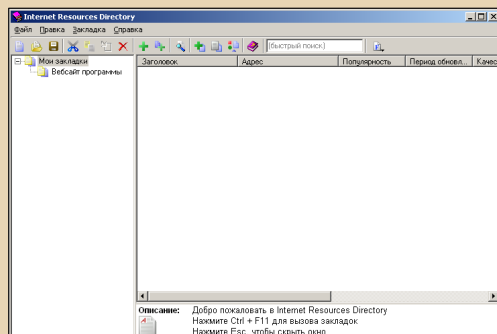 Internet Resources Directory
Файл Правка Закладка Справка
(быстрый поиск)
Мои закладки
Вебсайт программы
Заголовок Адрес Популярность Период обновл... Качес
Описание: Добро пожаловать в Internet Resources Directory
Нажмите Ctrl + F11 для вызова закладок
Нажмите Esc, чтобы скрыть окно